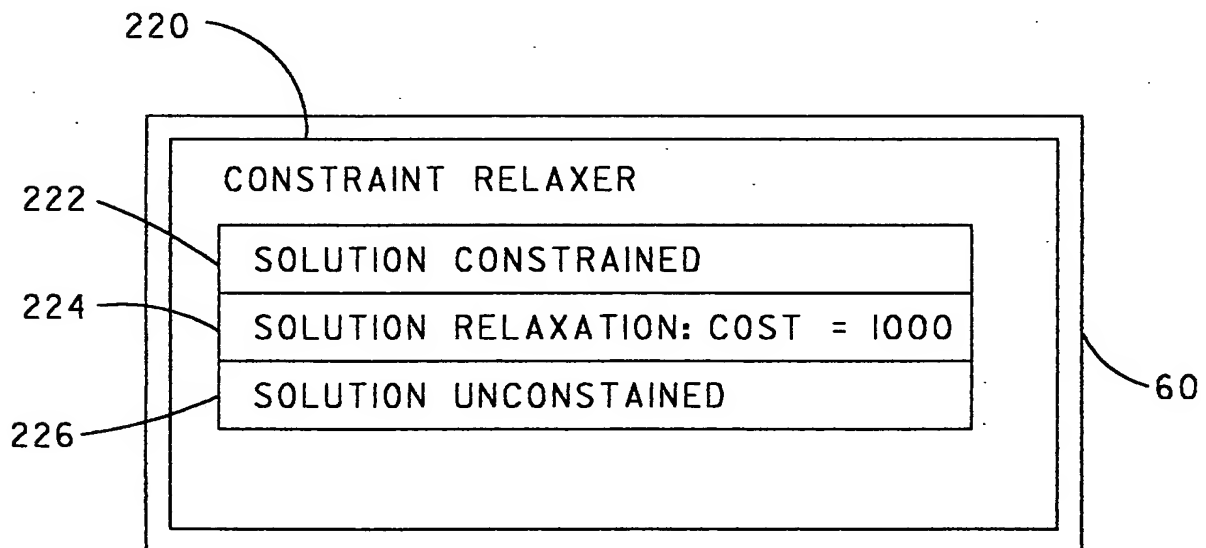 220
CONSTRAINT RELAXER
222
SOLUTION CONSTRAINED
224
SOLUTION RELAXATION: COST = 1000
226
SOLUTION UNCONSTAINED
60